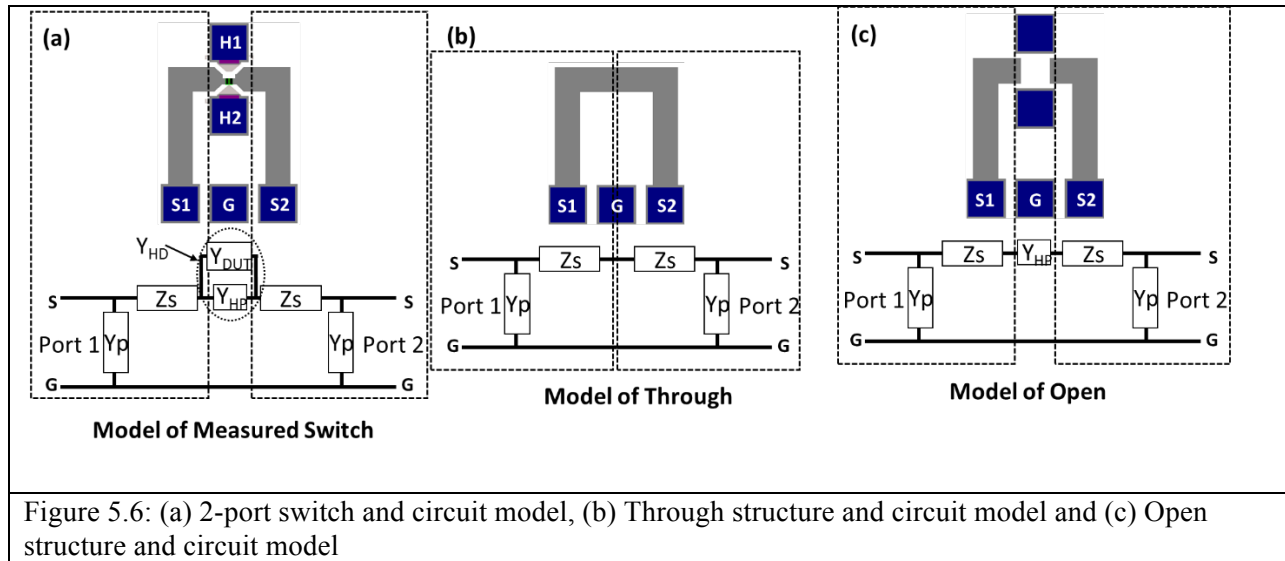 (a)
H1
H2
S1 G S2
Y_HD
Y_DUT
S Zs Y_HP Zs S
Port 1 Yp Yp Port 2
G G
Model of Measured Switch
(b)
S1 G S2
S Zs Zs S
Port 1 Yp Yp Port 2
G G
Model of Through
(c)
G
S1 S2
S Zs Y_HP Zs S
Port 1 Yp Yp Port 2
G G
Model of Open
Figure 5.6: (a) 2-port switch and circuit model, (b) Through structure and circuit model and (c) Open
structure and circuit model